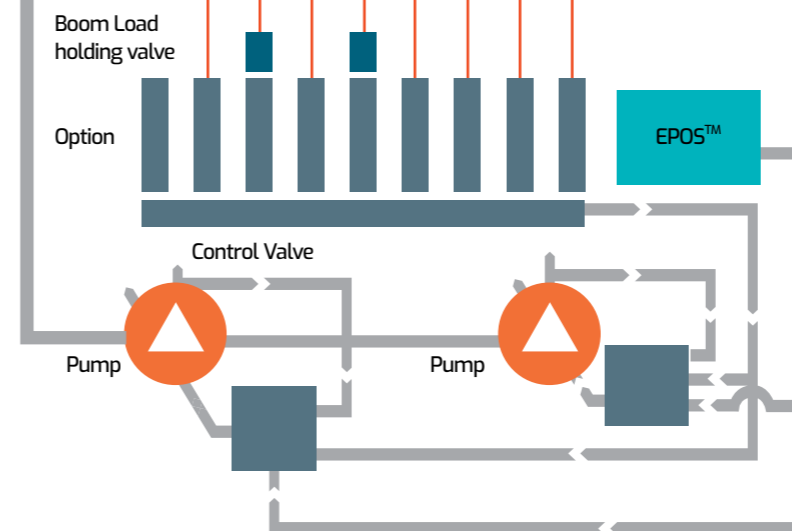 Boom Load
holding valve
Option
EPOS™
Control Valve
Pump
Pump